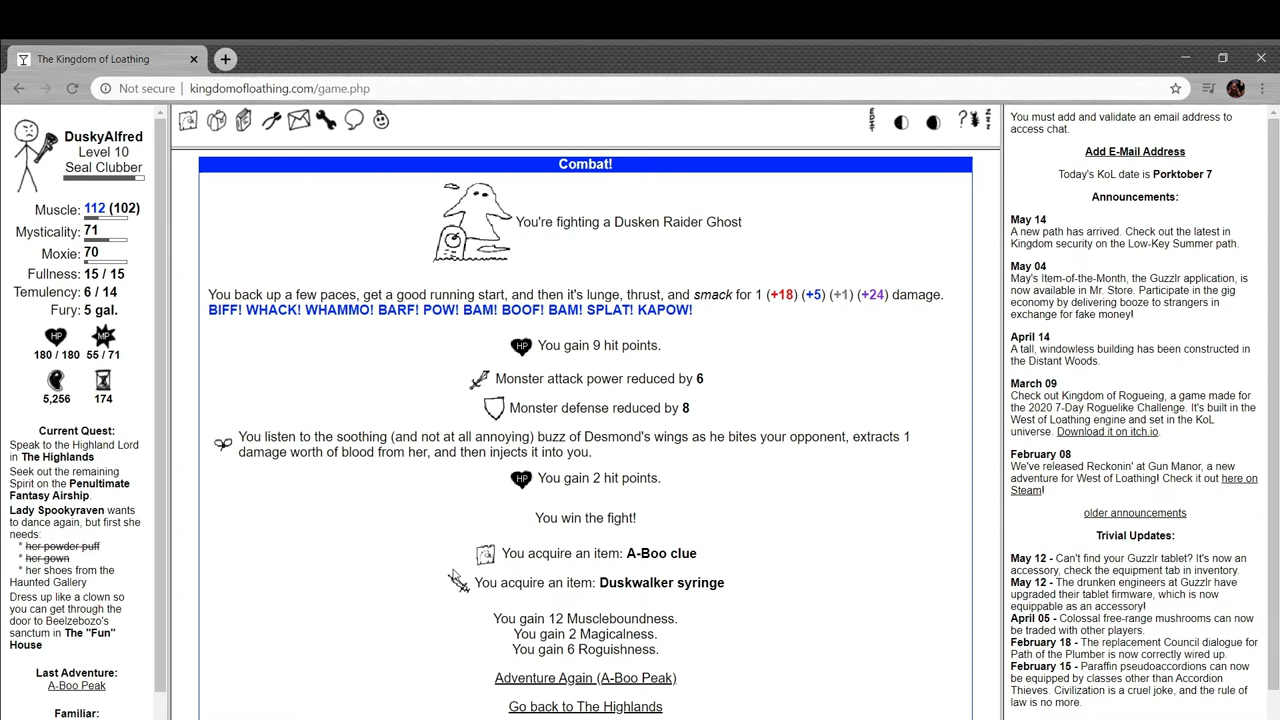 The Kingdom of Loathing
Not secure
kingdomofloathing.com/game.php
DuskyAlfred
Level 10
Seal Clubber
Muscle: 112 (102)
Mysticality: 71
Moxie: 70
Fullness: 15 / 15
Temulency: 6 / 14
Fury: 5 gal.
HP MP
180 / 180 55 / 71
5,256 174
Current Quest:
Speak to the Highland Lord
in The Highlands
Seek out the remaining
Spirit on the Penultimate
Fantasy Airship.
Lady Spookyraven wants
to dance again, but first she
needs:
* her powder puff
* her gown
* her shoes from the
Haunted Gallery
Dress up like a clown so
you can get through the
door to Beelzebozo's
sanctum in The "Fun"
House
Last Adventure:
A-Boo Peak
Familiar:
EDIT
Combat!
You're fighting a Dusken Raider Ghost
You back up a few paces, get a good running start, and then it's lunge, thrust, and smack for 1 (+18) (+5) (+1) (+24) damage.
BIFF! WHACK! WHAMMO! BARF! POW! BAM! BOOF! BAM! SPLAT! KAPOW!
HP You gain 9 hit points.
Monster attack power reduced by 6
Monster defense reduced by 8
You listen to the soothing (and not at all annoying) buzz of Desmond's wings as he bites your opponent, extracts 1
damage worth of blood from her, and then injects it into you.
HP You gain 2 hit points.
You win the fight!
You acquire an item: A-Boo clue
You acquire an item: Duskwalker syringe
You gain 12 Muscleboundness.
You gain 2 Magicalness.
You gain 6 Roguishness.
Adventure Again (A-Boo Peak)
Go back to The Highlands
You must add and validate an email address to
access chat.
Add E-Mail Address
Today's KoL date is Porktober 7
Announcements:
May 14
A new path has arrived. Check out the latest in
Kingdom security on the Low-Key Summer path.
May 04
May's Item-of-the-Month, the Guzzlr application, is
now available in Mr. Store. Participate in the gig
economy by delivering booze to strangers in
exchange for fake money!
April 14
A tall, windowless building has been constructed in
the Distant Woods.
March 09
Check out Kingdom of Rogueing, a game made for
the 2020 7-Day Roguelike Challenge. It's built in the
West of Loathing engine and set in the KoL
universe. Download it on itch.io.
February 08
We've released Reckonin' at Gun Manor, a new
adventure for West of Loathing! Check it out here on
Steam!
older announcements
Trivial Updates:
May 12 - Can't find your Guzzlr tablet? It's now an
accessory, check the equipment tab in inventory.
May 12 - The drunken engineers at Guzzlr have
upgraded their tablet firmware, which is now
equippable as an accessory!
April 05 - Colossal free-range mushrooms can now
be traded with other players.
February 18 - The replacement Council dialogue for
Path of the Plumber is now correctly wired up.
February 15 - Paraffin pseudoaccordions can now
be equipped by classes other than Accordion
Thieves. Civilization is a cruel joke, and the rule of
law is no more.